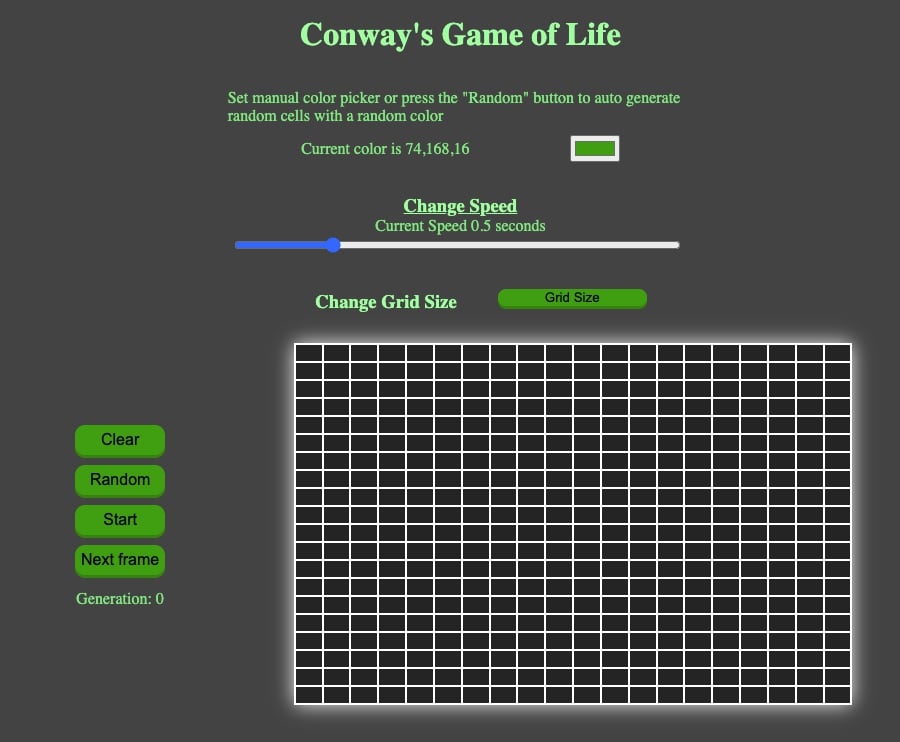 Conway's Game of Life
Set manual color picker or press the "Random" button to auto generate
random cells with a random color
Current color is 74,168,16
Change Speed
Current Speed 0.5 seconds
Change Grid Size
Grid Size
Clear
Random
Start
Next frame
Generation: 0